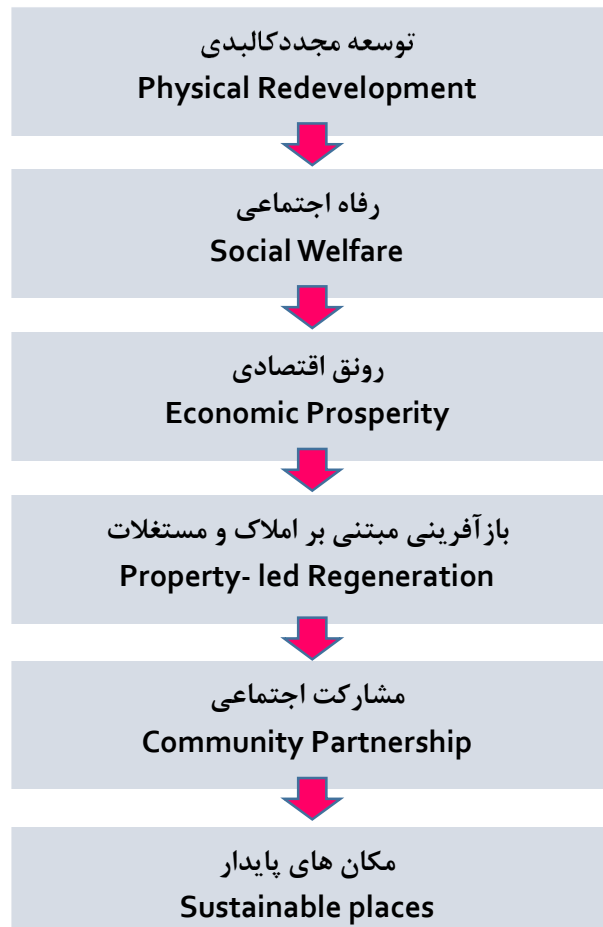 توسعه مجددکالبدی
Physical Redevelopment
رفاه اجتماعی
Social Welfare
رونق اقتصادی
Economic Prosperity
بازآفرینی مبتنی بر املاک و مستغلات
Property- led Regeneration
مشارکت اجتماعی
Community Partnership
مکان های پایدار
Sustainable places